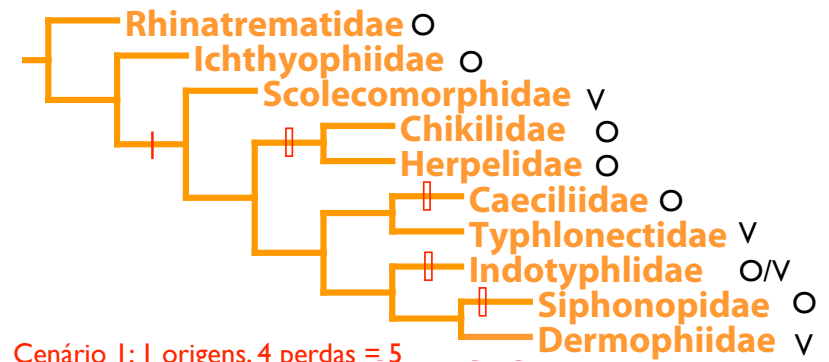 Rhinatrematidae O
Ichthyophiidae O
Scolecomorphidae V
Chikilidae O
Herpelidae O
Caeciliidae O
Typhlonectidae V
Indotyphlidae O/V
Siphonopidae O
Dermophiidae V
Cenário 1: 1 origens, 4 perdas = 5